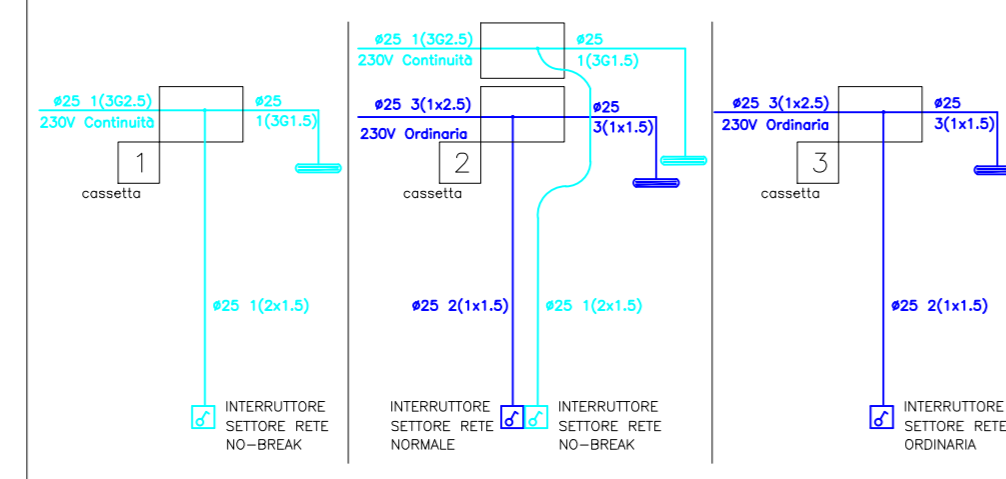 ø25 1(3G2.5)
230V Continuità
ø25
1(3G1.5)
1
cassetta
ø25 1(2x1.5)
INTERRUTTORE
SETTORE RETE
NO-BREAK
ø25 1(3G2.5)
230V Continuità
ø25
1(3G1.5)
ø25 3(1x2.5)
230V Ordinaria
ø25
3(1x1.5)
2
cassetta
ø25 2(1x1.5)
ø25 1(2x1.5)
INTERRUTTORE
SETTORE RETE
NORMALE
INTERRUTTORE
SETTORE RETE
NO-BREAK
ø25 3(1x2.5)
230V Ordinaria
ø25
3(1x1.5)
3
cassetta
ø25 2(1x1.5)
INTERRUTTORE
SETTORE RETE
ORDINARIA